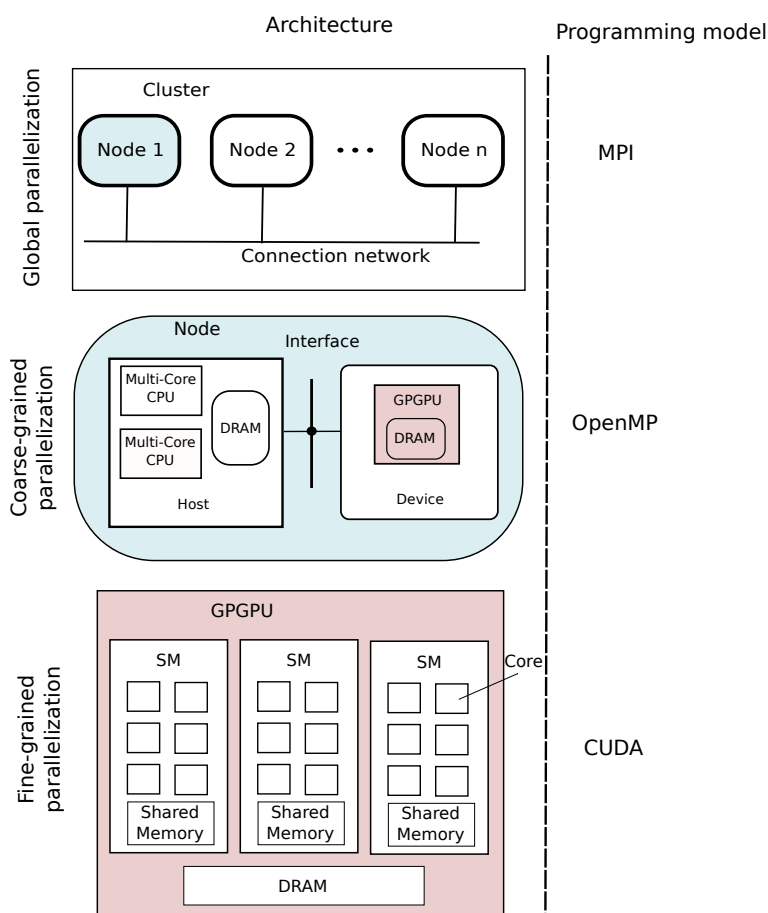 Architecture
Programming model
Global parallelization
Cluster
Node 1
Node 2
Node n
Connection network
MPI
Coarse-grained
parallelization
Node
Interface
Multi-Core
CPU
Multi-Core
CPU
DRAM
Host
GPGPU
DRAM
Device
OpenMP
Fine-grained
parallelization
GPGPU
SM
SM
SM
Core
Shared
Memory
Shared
Memory
Shared
Memory
DRAM
CUDA